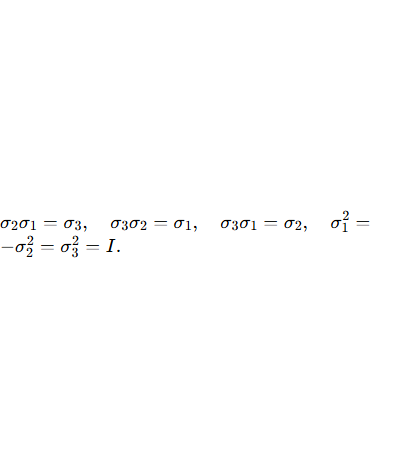 σ₂σ₁ = σ₃,  σ₃σ₂ = σ₁,  σ₃σ₁ = σ₂,  σ₁² =
−σ₂² = σ₃² = I.